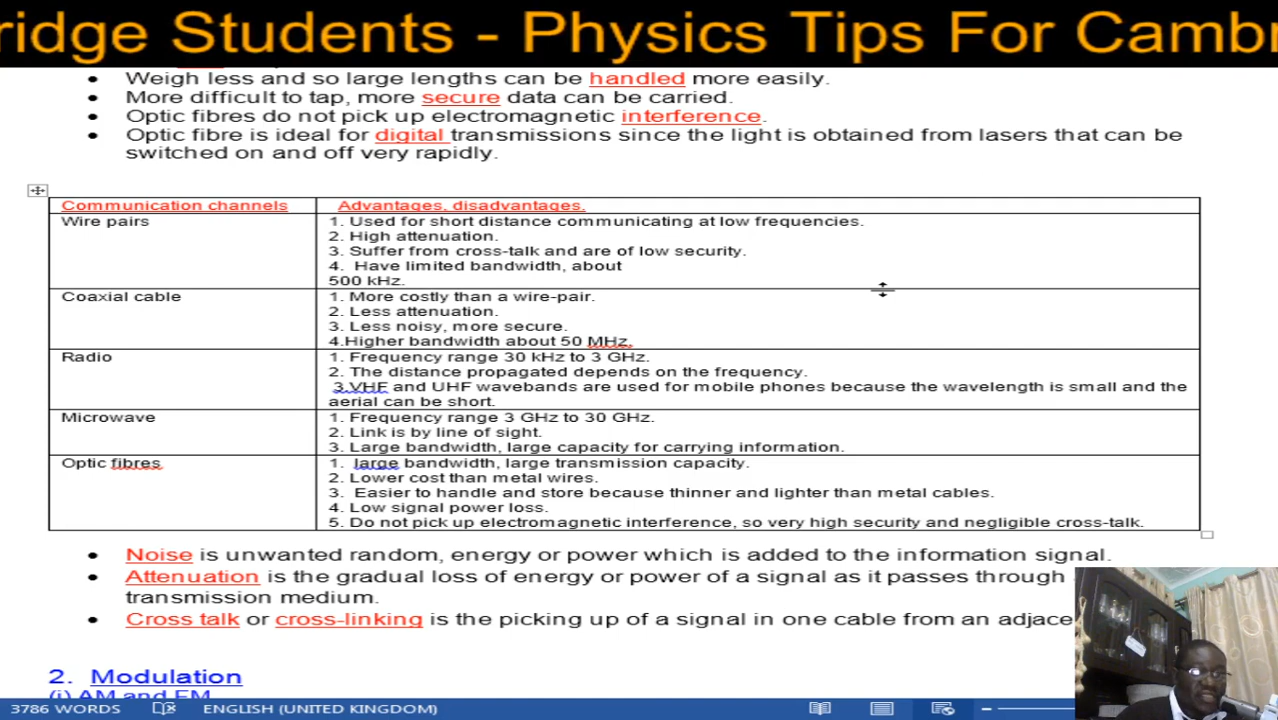 ridge Students - Physics Tips For Camb
• Weigh less and so large lengths can be handled more easily.
• More difficult to tap, more secure data can be carried.
• Optic fibres do not pick up electromagnetic interference.
• Optic fibre is ideal for digital transmissions since the light is obtained from lasers that can be
switched on and off very rapidly.
Communication channels Advantages, disadvantages.
Wire pairs 1. Used for short distance communicating at low frequencies.
2. High attenuation.
3. Suffer from cross-talk and are of low security.
4. Have limited bandwidth, about
500 kHz.
Coaxial cable 1. More costly than a wire-pair.
2. Less attenuation.
3. Less noisy, more secure.
4.Higher bandwidth about 50 MHz.
Radio 1. Frequency range 30 kHz to 3 GHz.
2. The distance propagated depends on the frequency.
3.VHF and UHF wavebands are used for mobile phones because the wavelength is small and the
aerial can be short.
Microwave 1. Frequency range 3 GHz to 30 GHz.
2. Link is by line of sight.
3. Large bandwidth, large capacity for carrying information.
Optic fibres 1. large bandwidth, large transmission capacity.
2. Lower cost than metal wires.
3. Easier to handle and store because thinner and lighter than metal cables.
4. Low signal power loss.
5. Do not pick up electromagnetic interference, so very high security and negligible cross-talk.
• Noise is unwanted random, energy or power which is added to the information signal.
• Attenuation is the gradual loss of energy or power of a signal as it passes through
transmission medium.
• Cross talk or cross-linking is the picking up of a signal in one cable from an adjace
2. Modulation
(i) AM and FM
3786 WORDS ENGLISH (UNITED KINGDOM)